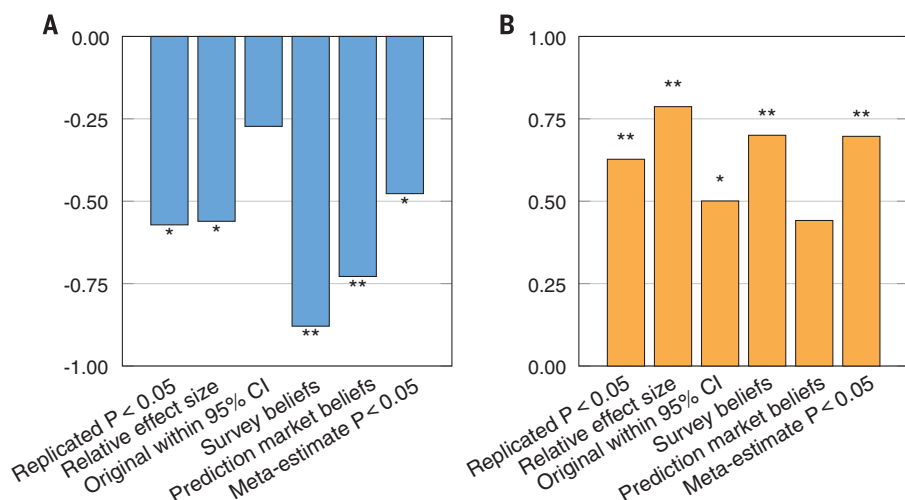 A
0.00
-0.25
-0.50
-0.75
-1.00
*
*
**
**
*
Replicated P < 0.05
Relative effect size
Original within 95% CI
Survey beliefs
Prediction market beliefs
Meta-estimate P < 0.05
B
1.00
0.75
0.50
0.25
0.00
**
**
*
**
**
Replicated P < 0.05
Relative effect size
Original within 95% CI
Survey beliefs
Prediction market beliefs
Meta-estimate P < 0.05